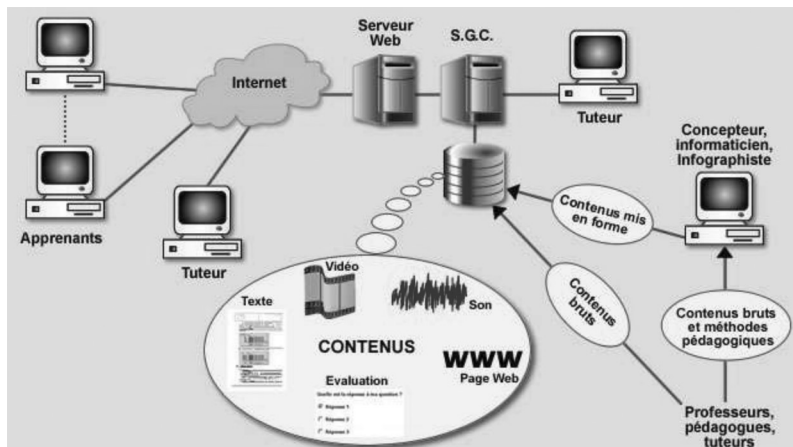 Serveur
Web
S.G.C.
Internet
Tuteur
Concepteur,
informaticien,
Infographiste
Apprenants
Tuteur
Contenus mis
en forme
Vidéo
Texte
Son
Contenus
bruts
Contenus bruts
et méthodes
pédagogiques
CONTENUS
www
Page Web
Evaluation
Quelle est la réponse à ma question ?
Réponse 1
Réponse 2
Réponse 3
Professeurs,
pédagogues,
tuteurs